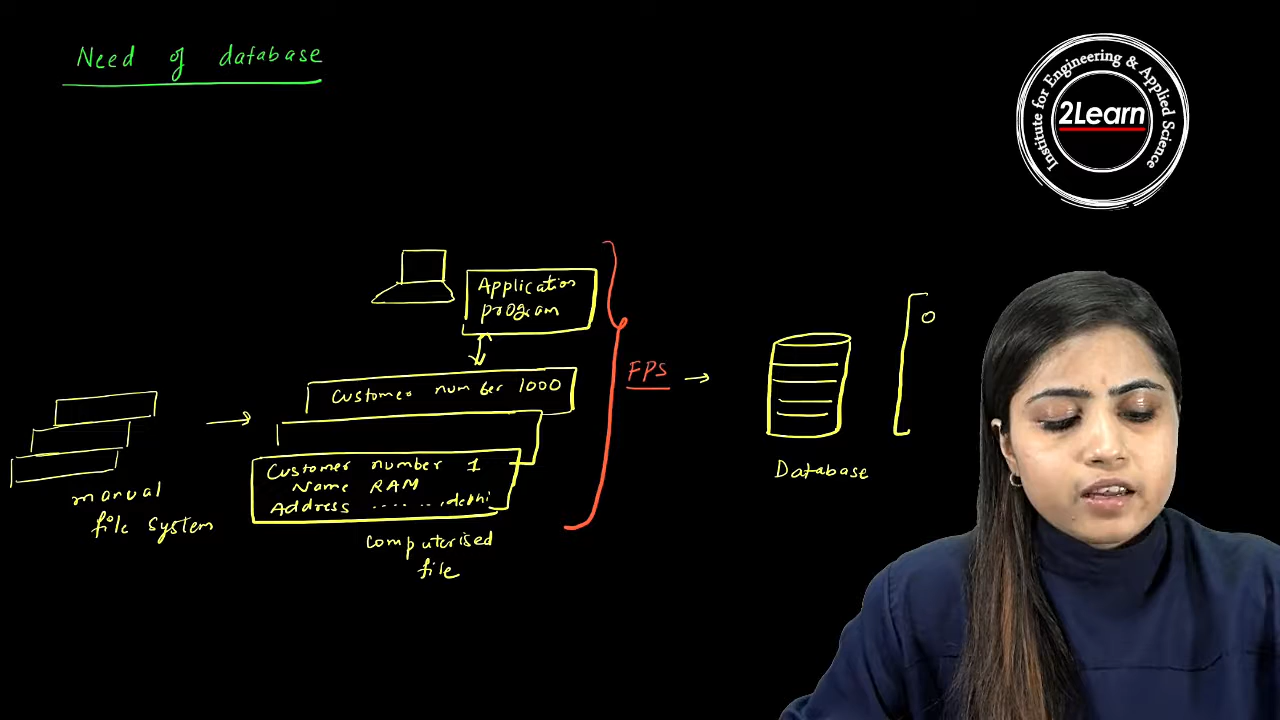 Need of database
Institute for Engineering & Applied Science
2Learn
Application
program
Customer number 1000
FPS
Customer number 1
Name RAM
Address ........delhi
Database
manual
file system
computerised
file